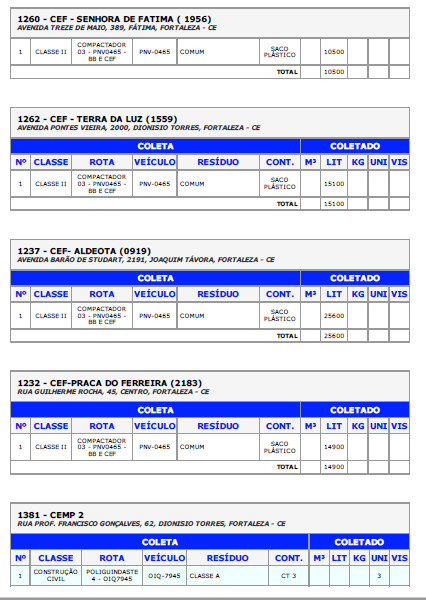 1260 - CEF - SENHORA DE FATIMA ( 1956)
AVENIDA TREZE DE MAIO, 389, FÁTIMA, FORTALEZA - CE
1 CLASSE II COMPACTADOR 03 - PNV0465 - BB E CEF PNV-0465 COMUM SACO PLÁSTICO 10500
TOTAL 10500
1262 - CEF - TERRA DA LUZ (1559)
AVENIDA PONTES VIEIRA, 2000, DIONISIO TORRES, FORTALEZA - CE
COLETA COLETADO
Nº CLASSE ROTA VEÍCULO RESÍDUO CONT. M³ LIT KG UNI VIS
1 CLASSE II COMPACTADOR 03 - PNV0465 - BB E CEF PNV-0465 COMUM SACO PLÁSTICO 15100
TOTAL 15100
1237 - CEF- ALDEOTA (0919)
AVENIDA BARÃO DE STUDART, 2191, JOAQUIM TÁVORA, FORTALEZA - CE
COLETA COLETADO
Nº CLASSE ROTA VEÍCULO RESÍDUO CONT. M³ LIT KG UNI VIS
1 CLASSE II COMPACTADOR 03 - PNV0465 - BB E CEF PNV-0465 COMUM SACO PLÁSTICO 25600
TOTAL 25600
1232 - CEF-PRACA DO FERREIRA (2183)
RUA GUILHERME ROCHA, 45, CENTRO, FORTALEZA - CE
COLETA COLETADO
Nº CLASSE ROTA VEÍCULO RESÍDUO CONT. M³ LIT KG UNI VIS
1 CLASSE II COMPACTADOR 03 - PNV0465 - BB E CEF PNV-0465 COMUM SACO PLÁSTICO 14900
TOTAL 14900
1381 - CEMP 2
RUA PROF. FRANCISCO GONÇALVES, 62, DIONISIO TORRES, FORTALEZA - CE
COLETA COLETADO
Nº CLASSE ROTA VEÍCULO RESÍDUO CONT. M³ LIT KG UNI VIS
1 CONSTRUÇÃO CIVIL POLIGUINDASTE 4 - OIQ7945 OIQ-7945 CLASSE A CT 3 3